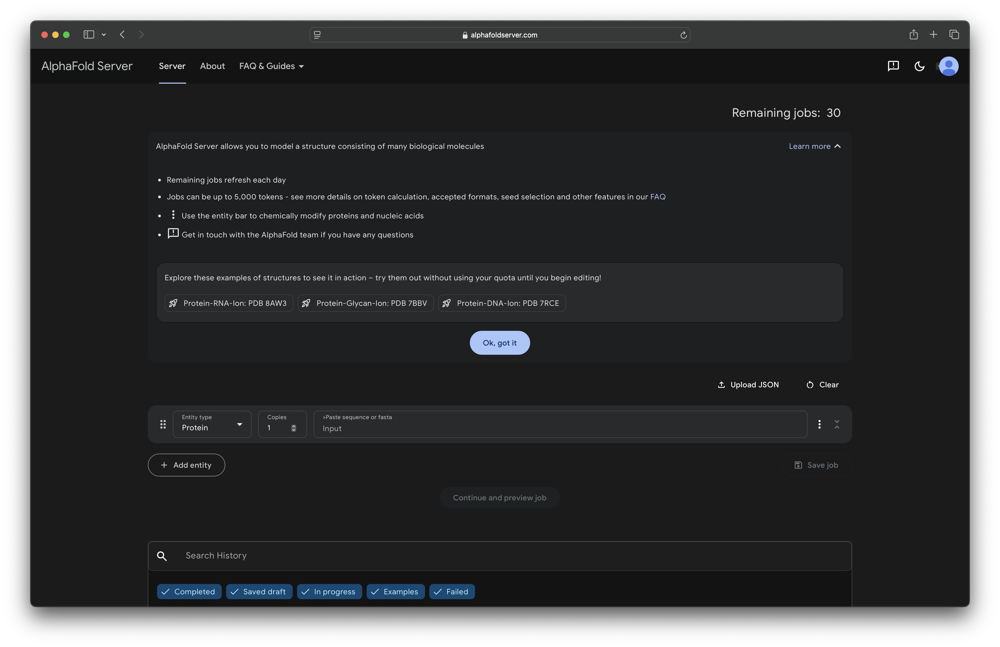 alphafoldserver.com
AlphaFold Server
Server
About
FAQ & Guides
Remaining jobs: 30
AlphaFold Server allows you to model a structure consisting of many biological molecules
Learn more
Remaining jobs refresh each day
Jobs can be up to 5,000 tokens - see more details on token calculation, accepted formats, seed selection and other features in our FAQ
Use the entity bar to chemically modify proteins and nucleic acids
Get in touch with the AlphaFold team if you have any questions
Explore these examples of structures to see it in action – try them out without using your quota until you begin editing!
Protein-RNA-Ion: PDB 8AW3
Protein-Glycan-Ion: PDB 7BBV
Protein-DNA-Ion: PDB 7RCE
Ok, got it
Upload JSON
Clear
Entity type
Protein
Copies
1
>Paste sequence or fasta
Input
Add entity
Save job
Continue and preview job
Search History
Completed
Saved draft
In progress
Examples
Failed